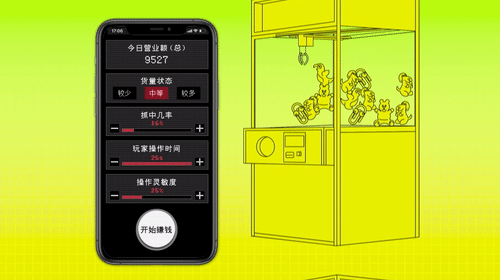 17:06
今日营业额（总）
9527
货量状态
较少
中等
较多
抓中几率
15%
玩家操作时间
25s
操作灵敏度
25%
开始赚钱